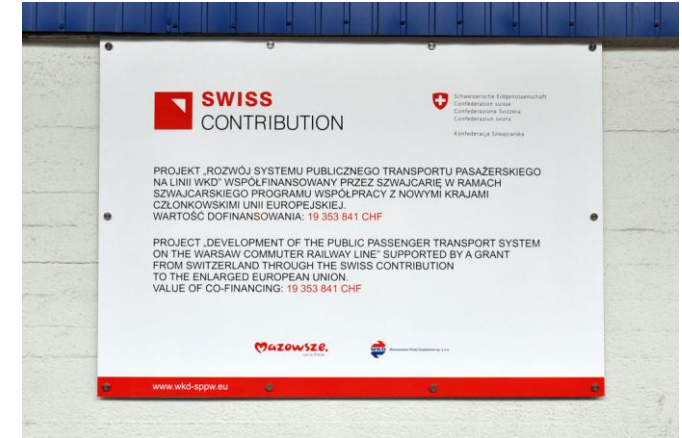 SWISS
CONTRIBUTION
Schweizerische Eidgenossenschaft
Confédération suisse
Confederazione Svizzera
Confederaziun svizra
Konfederacja Szwajcarska
PROJEKT „ROZWÓJ SYSTEMU PUBLICZNEGO TRANSPORTU PASAŻERSKIEGO
NA LINII WKD” WSPÓŁFINANSOWANY PRZEZ SZWAJCARIĘ W RAMACH
SZWAJCARSKIEGO PROGRAMU WSPÓŁPRACY Z NOWYMI KRAJAMI
CZŁONKOWSKIMI UNII EUROPEJSKIEJ.
WARTOŚĆ DOFINANSOWANIA: 19 353 841 CHF
PROJECT „DEVELOPMENT OF THE PUBLIC PASSENGER TRANSPORT SYSTEM
ON THE WARSAW COMMUTER RAILWAY LINE” SUPPORTED BY A GRANT
FROM SWITZERLAND THROUGH THE SWISS CONTRIBUTION
TO THE ENLARGED EUROPEAN UNION.
VALUE OF CO-FINANCING: 19 353 841 CHF
Mazowsze.
serce Polski
WKD
www.wkd-sppw.eu